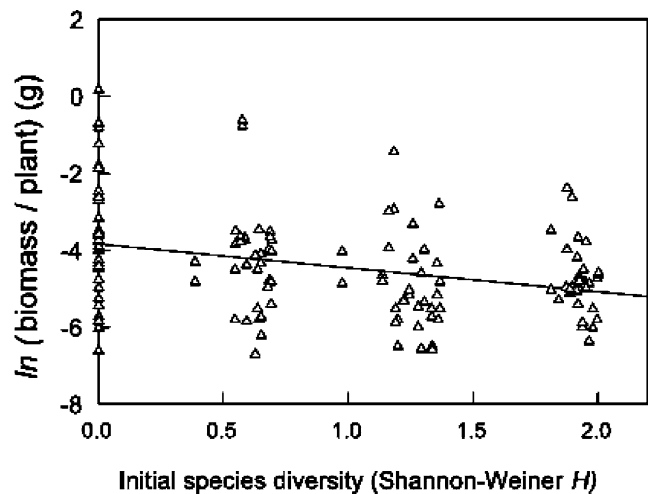 ln (biomass / plant) (g)
2
0
-2
-4
-6
-8
0.0 0.5 1.0 1.5 2.0
Initial species diversity (Shannon-Weiner H)